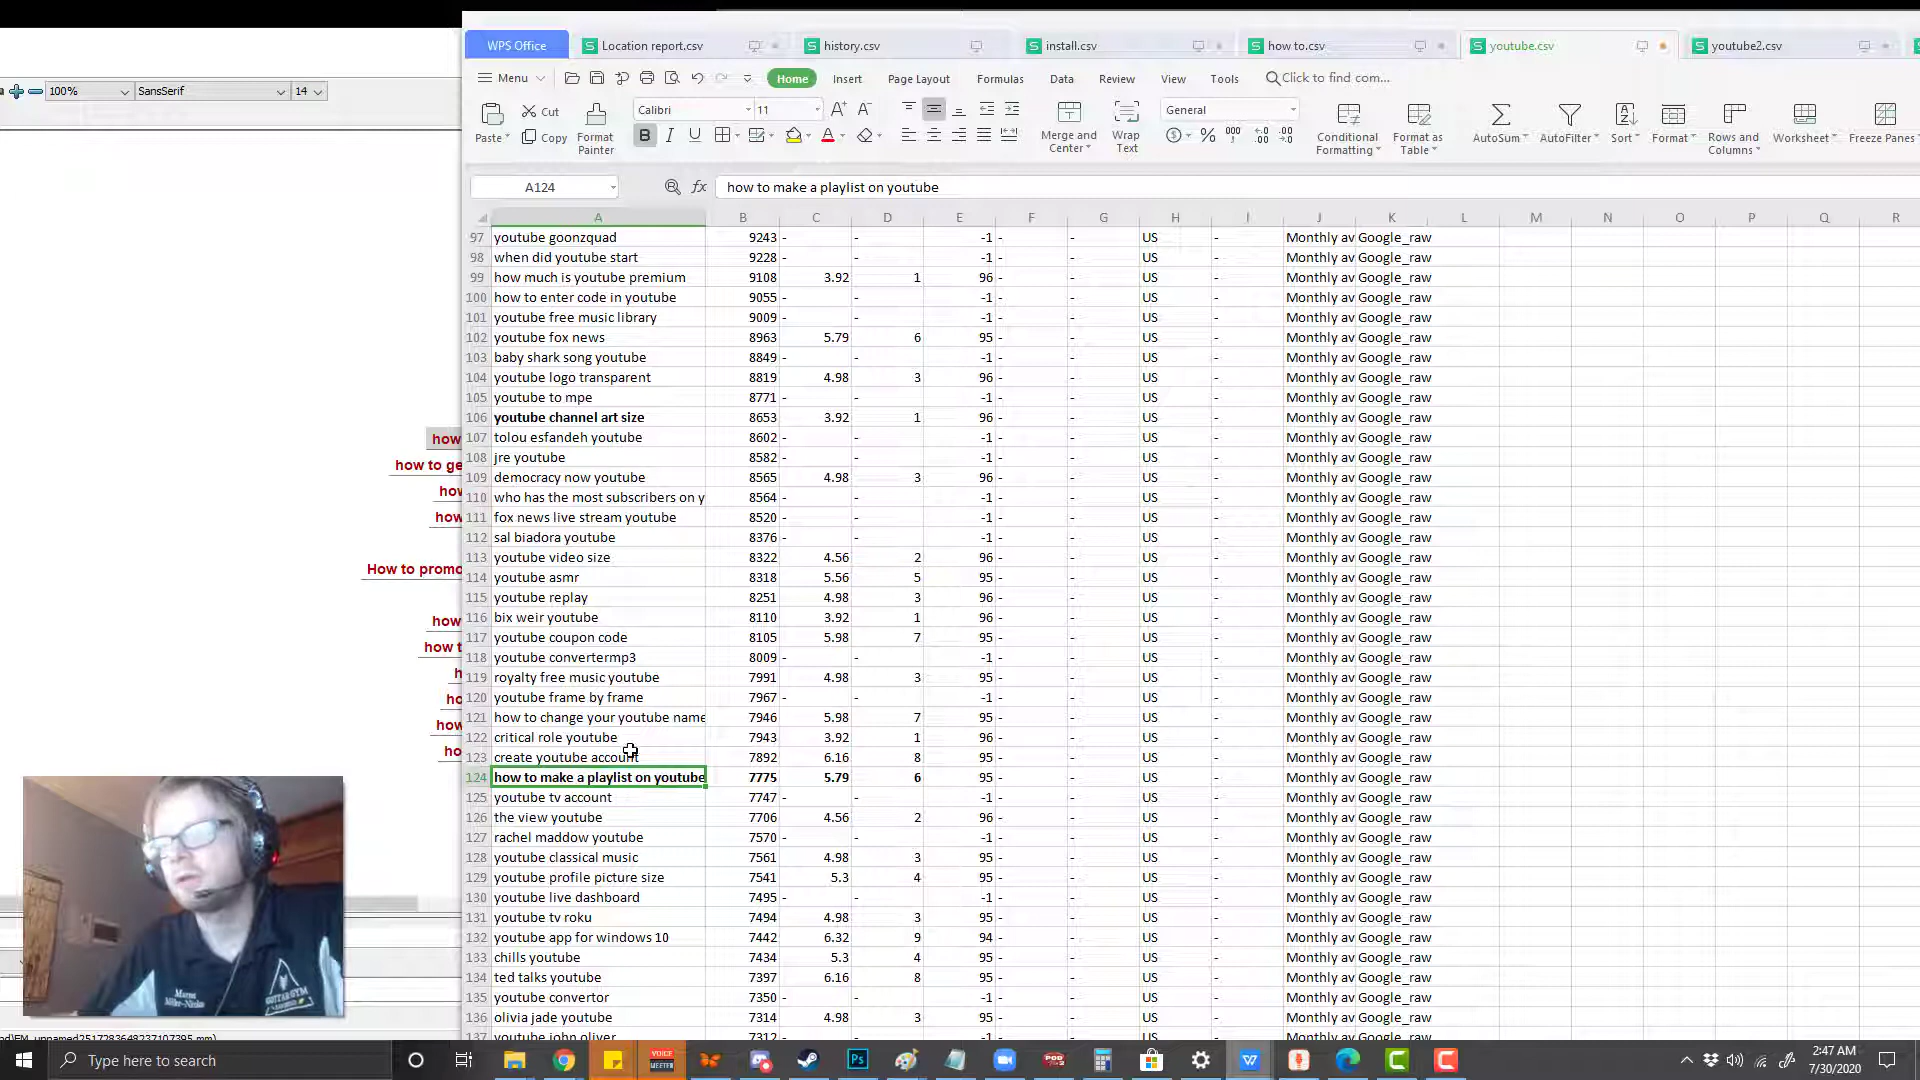 WPS Office
Location report.csv
history.csv
install.csv
how to.csv
youtube.csv
youtube2.csv
Menu
Home
Insert
Page Layout
Formulas
Data
Review
View
Tools
Click to find com...
100%
SansSerif
14
Paste
Cut
Copy
Format Painter
Calibri
11
Merge and Center
Wrap Text
General
Conditional Formatting
Format as Table
AutoSum
AutoFilter
Sort
Format
Rows and Columns
Worksheet
Freeze Panes
A124
how to make a playlist on youtube
A B C D E F G H I J K L M N O P Q R
97 youtube goonzquad 9243 - - -1 - - US - Monthly av Google_raw
98 when did youtube start 9228 - - -1 - - US - Monthly av Google_raw
99 how much is youtube premium 9108 3.92 1 96 - - US - Monthly av Google_raw
100 how to enter code in youtube 9055 - - -1 - - US - Monthly av Google_raw
101 youtube free music library 9009 - - -1 - - US - Monthly av Google_raw
102 youtube fox news 8963 5.79 6 95 - - US - Monthly av Google_raw
103 baby shark song youtube 8849 - - -1 - - US - Monthly av Google_raw
104 youtube logo transparent 8819 4.98 3 96 - - US - Monthly av Google_raw
105 youtube to mpe 8771 - - -1 - - US - Monthly av Google_raw
106 youtube channel art size 8653 3.92 1 96 - - US - Monthly av Google_raw
107 tolou esfandeh youtube 8602 - - -1 - - US - Monthly av Google_raw
108 jre youtube 8582 - - -1 - - US - Monthly av Google_raw
109 democracy now youtube 8565 4.98 3 96 - - US - Monthly av Google_raw
110 who has the most subscribers on y 8564 - - -1 - - US - Monthly av Google_raw
111 fox news live stream youtube 8520 - - -1 - - US - Monthly av Google_raw
112 sal biadora youtube 8376 - - -1 - - US - Monthly av Google_raw
113 youtube video size 8322 4.56 2 96 - - US - Monthly av Google_raw
114 youtube asmr 8318 5.56 5 95 - - US - Monthly av Google_raw
115 youtube replay 8251 4.98 3 96 - - US - Monthly av Google_raw
116 bix weir youtube 8110 3.92 1 96 - - US - Monthly av Google_raw
117 youtube coupon code 8105 5.98 7 95 - - US - Monthly av Google_raw
118 youtube convertermp3 8009 - - -1 - - US - Monthly av Google_raw
119 royalty free music youtube 7991 4.98 3 95 - - US - Monthly av Google_raw
120 youtube frame by frame 7967 - - -1 - - US - Monthly av Google_raw
121 how to change your youtube name 7946 5.98 7 95 - - US - Monthly av Google_raw
122 critical role youtube 7943 3.92 1 96 - - US - Monthly av Google_raw
123 create youtube account 7892 6.16 8 95 - - US - Monthly av Google_raw
124 how to make a playlist on youtube 7775 5.79 6 95 - - US - Monthly av Google_raw
125 youtube tv account 7747 - - -1 - - US - Monthly av Google_raw
126 the view youtube 7706 4.56 2 96 - - US - Monthly av Google_raw
127 rachel maddow youtube 7570 - - -1 - - US - Monthly av Google_raw
128 youtube classical music 7561 4.98 3 95 - - US - Monthly av Google_raw
129 youtube profile picture size 7541 5.3 4 95 - - US - Monthly av Google_raw
130 youtube live dashboard 7495 - - -1 - - US - Monthly av Google_raw
131 youtube tv roku 7494 4.98 3 95 - - US - Monthly av Google_raw
132 youtube app for windows 10 7442 6.32 9 94 - - US - Monthly av Google_raw
133 chills youtube 7434 5.3 4 95 - - US - Monthly av Google_raw
134 ted talks youtube 7397 6.16 8 95 - - US - Monthly av Google_raw
135 youtube convertor 7350 - - -1 - - US - Monthly av Google_raw
136 olivia jade youtube 7314 4.98 3 95 - - US - Monthly av Google_raw
137 youtube john oliver 7312 - - -1 - - US - Monthly av Google_raw
how
how to ge
how
how
How to promo
how
how t
h
ho
how
ho
GUITAR GYM
Type here to search
VOICE MEETER
2:47 AM
7/30/2020